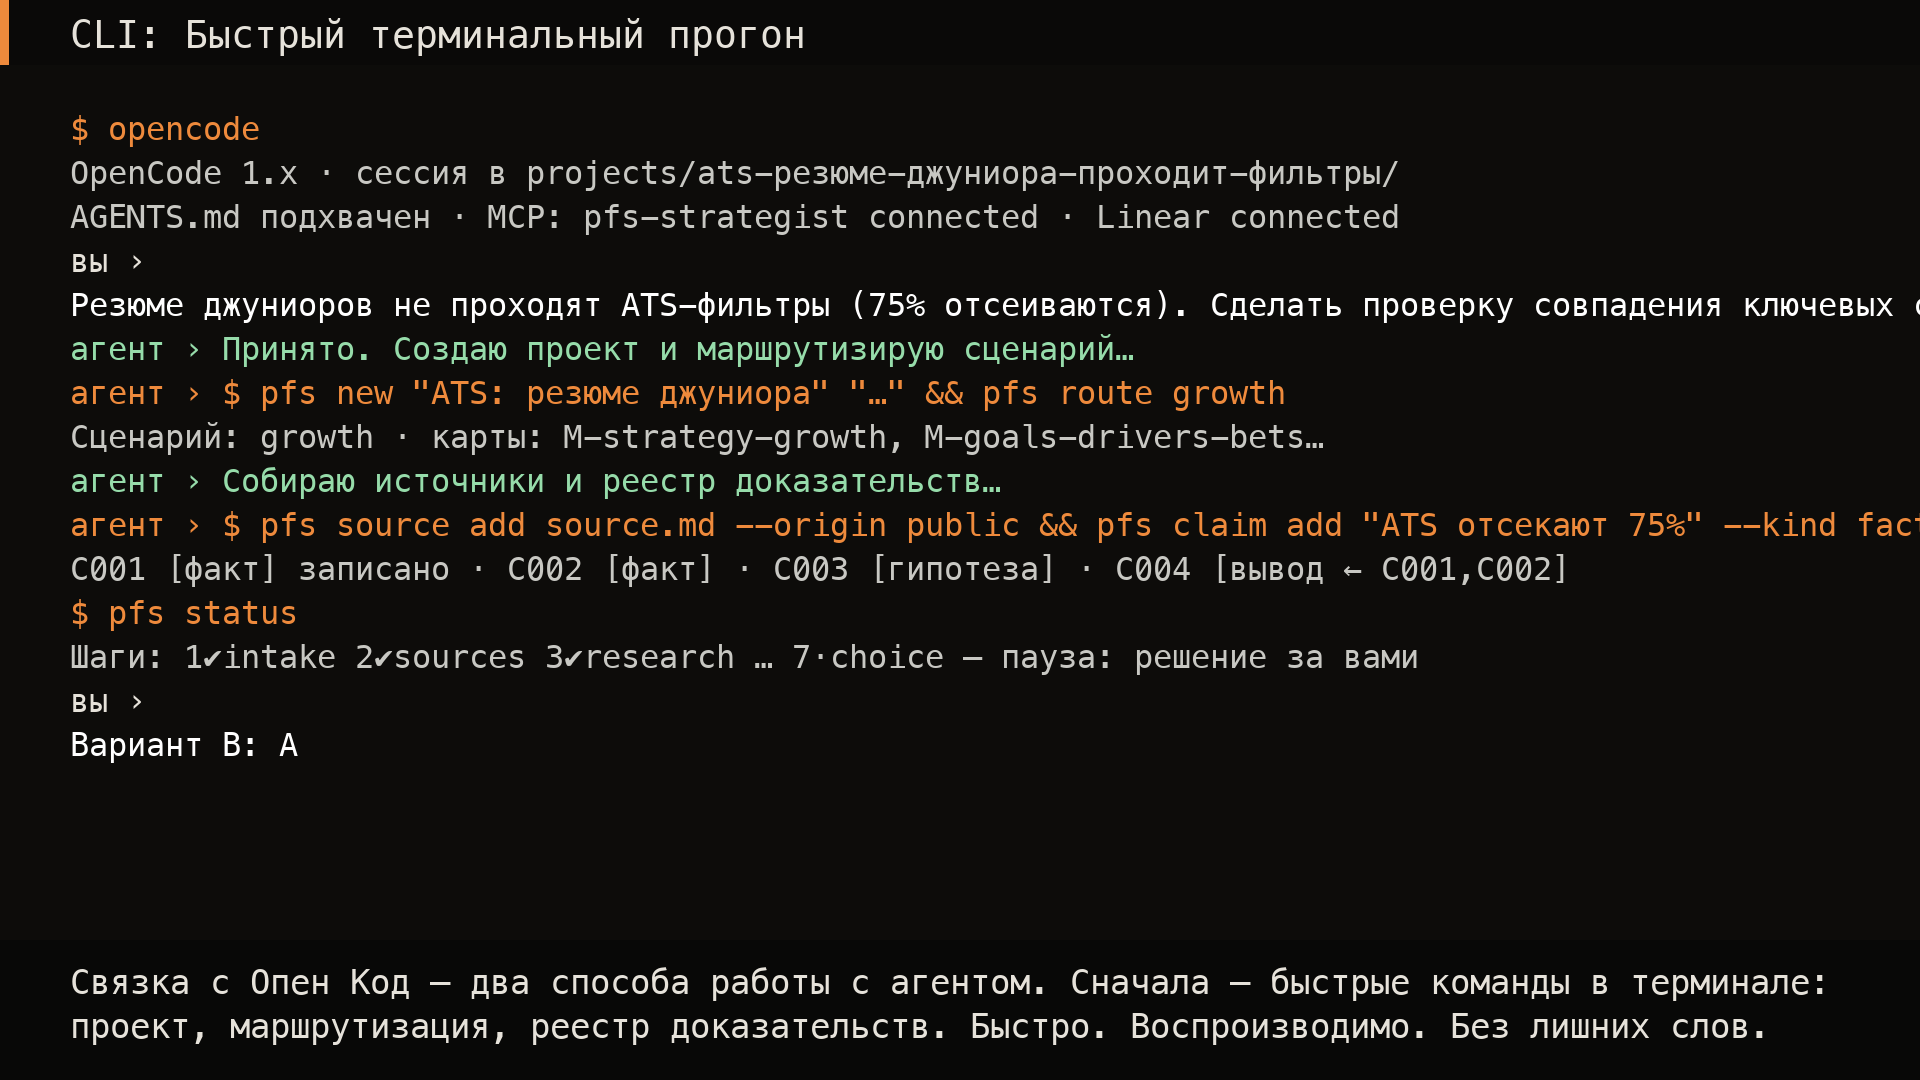 CLI: Быстрый терминальный прогон
$ opencode
OpenCode 1.x · сессия в projects/ats-резюме-джуниора-проходит-фильтры/
AGENTS.md подхвачен · MCP: pfs-strategist connected · Linear connected
вы ›
Резюме джуниоров не проходят ATS-фильтры (75% отсеиваются). Сделать проверку совпадения ключевых
агент › Принято. Создаю проект и маршрутизирую сценарий…
агент › $ pfs new "ATS: резюме джуниора" "…" && pfs route growth
Сценарий: growth · карты: M-strategy-growth, M-goals-drivers-bets…
агент › Собираю источники и реестр доказательств…
агент › $ pfs source add source.md --origin public && pfs claim add "ATS отсекают 75%" --kind fact
C001 [факт] записано · C002 [факт] · C003 [гипотеза] · C004 [вывод ← C001,C002]
$ pfs status
Шаги: 1✔intake 2✔sources 3✔research … 7·choice — пауза: решение за вами
вы ›
Вариант B: А
Связка с Опен Код — два способа работы с агентом. Сначала — быстрые команды в терминале:
проект, маршрутизация, реестр доказательств. Быстро. Воспроизводимо. Без лишних слов.